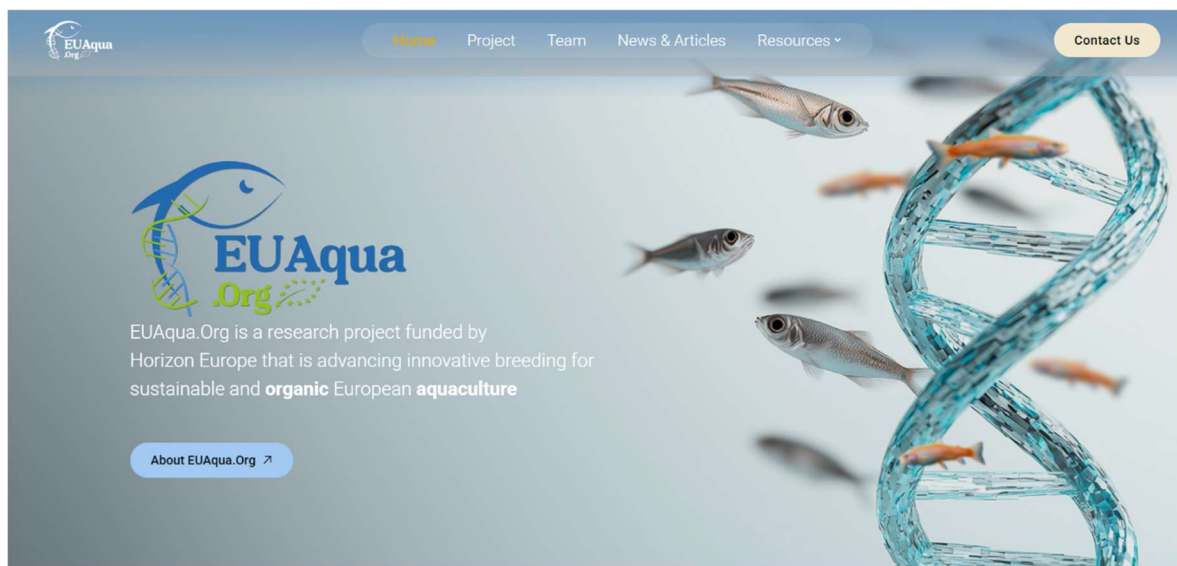 EUAqua
.Org
Home
Project
Team
News & Articles
Resources
Contact Us
EUAqua
.Org
EUAqua.Org is a research project funded by
Horizon Europe that is advancing innovative breeding for
sustainable and organic European aquaculture
About EUAqua.Org